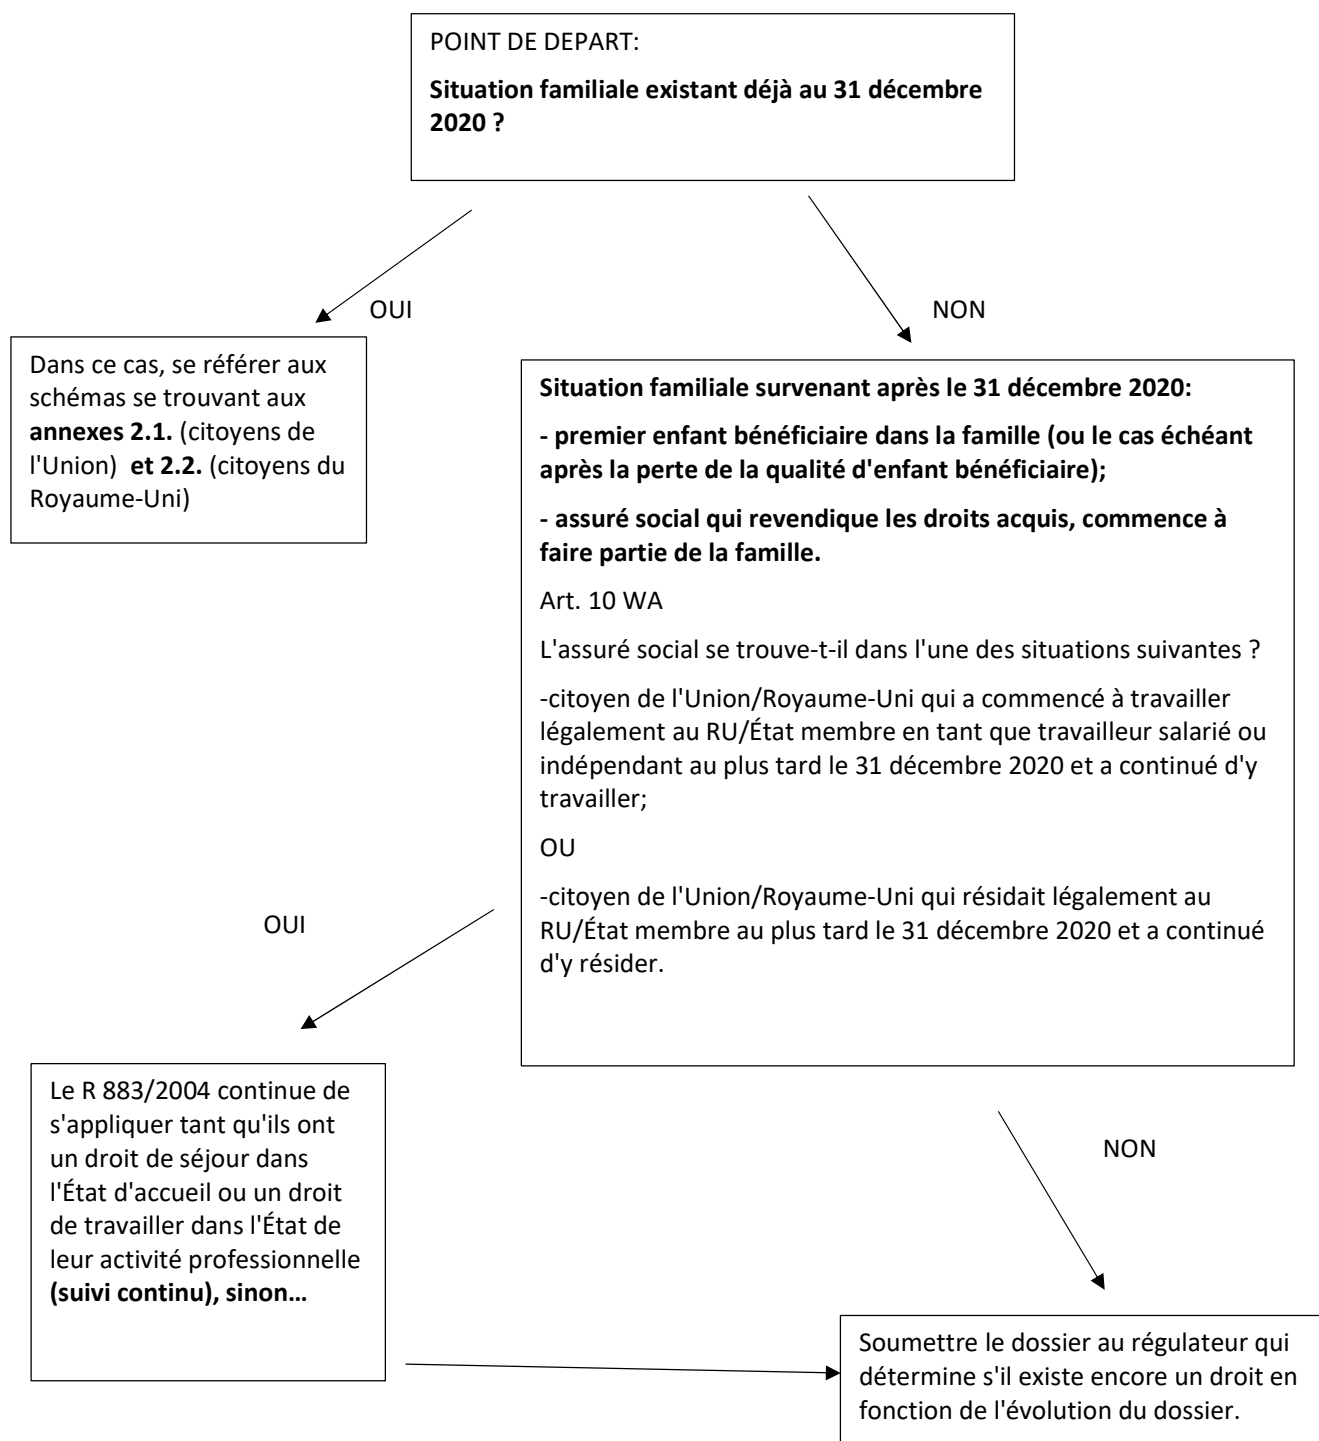 POINT DE DEPART:
Situation familiale existant déjà au 31 décembre
2020 ?
OUI
NON
Dans ce cas, se référer aux
schémas se trouvant aux
annexes 2.1. (citoyens de
l'Union)  et 2.2. (citoyens du
Royaume-Uni)
Situation familiale survenant après le 31 décembre 2020:
- premier enfant bénéficiaire dans la famille (ou le cas échéant
après la perte de la qualité d'enfant bénéficiaire);
- assuré social qui revendique les droits acquis, commence à
faire partie de la famille.
Art. 10 WA
L'assuré social se trouve-t-il dans l'une des situations suivantes ?
-citoyen de l'Union/Royaume-Uni qui a commencé à travailler
légalement au RU/État membre en tant que travailleur salarié ou
indépendant au plus tard le 31 décembre 2020 et a continué d'y
travailler;
OU
-citoyen de l'Union/Royaume-Uni qui résidait légalement au
RU/État membre au plus tard le 31 décembre 2020 et a continué
d'y résider.
OUI
NON
Le R 883/2004 continue de
s'appliquer tant qu'ils ont
un droit de séjour dans
l'État d'accueil ou un droit
de travailler dans l'État de
leur activité professionnelle
(suivi continu), sinon…
Soumettre le dossier au régulateur qui
détermine s'il existe encore un droit en
fonction de l'évolution du dossier.